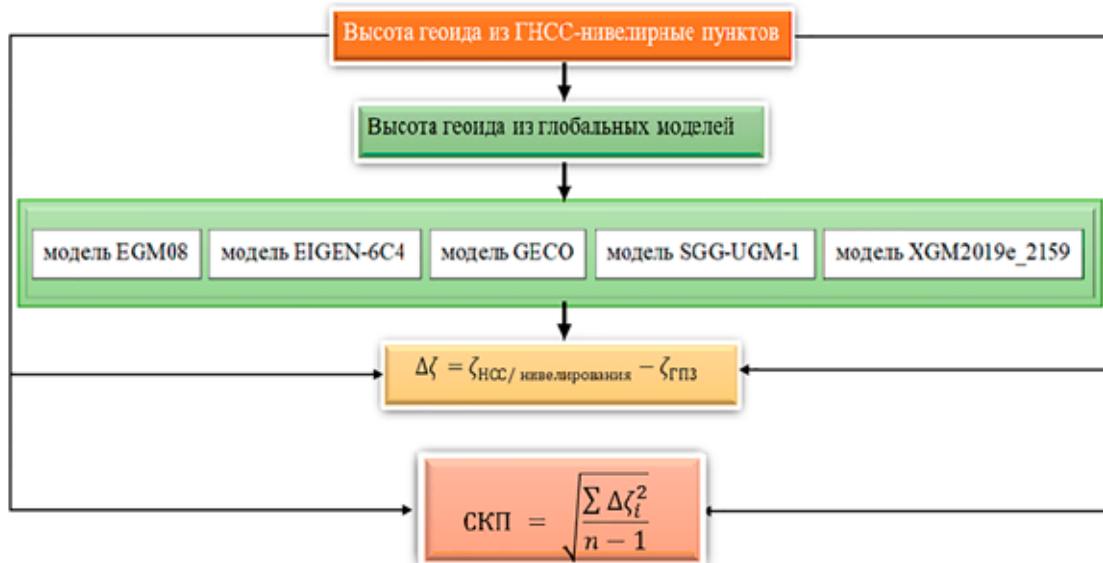 Высота геоида из ГНСС-нивелирные пунктов
Высота геоида из глобальных моделей
модель EGM08
модель EIGEN-6C4
модель GECO
модель SGG-UGM-1
модель XGM2019e_2159
Δζ = ζНСС/ нивелирования − ζГПЗ
СКП = √(∑ Δζᵢ² / (n − 1))